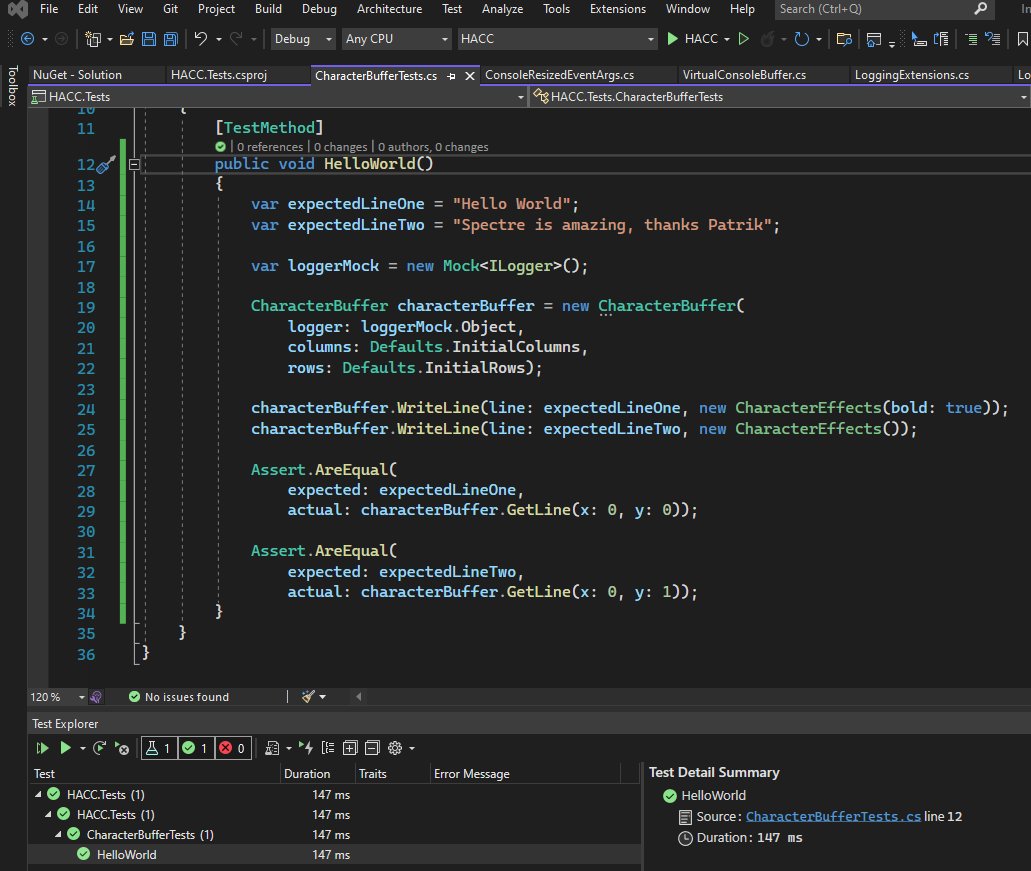 File Edit View Git Project Build Debug Architecture Test Analyze Tools Extensions Window Help Search (Ctrl+Q)
Debug Any CPU HACC HACC
Toolbox
NuGet - Solution HACC.Tests.csproj CharacterBufferTests.cs ConsoleResizedEventArgs.cs VirtualConsoleBuffer.cs LoggingExtensions.cs Lo
HACC.Tests HACC.Tests.CharacterBufferTests
10 {
11 [TestMethod]
0 references | 0 changes | 0 authors, 0 changes
12 public void HelloWorld()
13 {
14 var expectedLineOne = "Hello World";
15 var expectedLineTwo = "Spectre is amazing, thanks Patrik";
16
17 var loggerMock = new Mock<ILogger>();
18
19 CharacterBuffer characterBuffer = new CharacterBuffer(
20 logger: loggerMock.Object,
21 columns: Defaults.InitialColumns,
22 rows: Defaults.InitialRows);
23
24 characterBuffer.WriteLine(line: expectedLineOne, new CharacterEffects(bold: true));
25 characterBuffer.WriteLine(line: expectedLineTwo, new CharacterEffects());
26
27 Assert.AreEqual(
28 expected: expectedLineOne,
29 actual: characterBuffer.GetLine(x: 0, y: 0));
30
31 Assert.AreEqual(
32 expected: expectedLineTwo,
33 actual: characterBuffer.GetLine(x: 0, y: 1));
34 }
35 }
36 }
120 % No issues found
Test Explorer
1 1 0
Test Duration Traits Error Message
HACC.Tests (1) 147 ms
HACC.Tests (1) 147 ms
CharacterBufferTests (1) 147 ms
HelloWorld 147 ms
Test Detail Summary
HelloWorld
Source: CharacterBufferTests.cs line 12
Duration: 147 ms